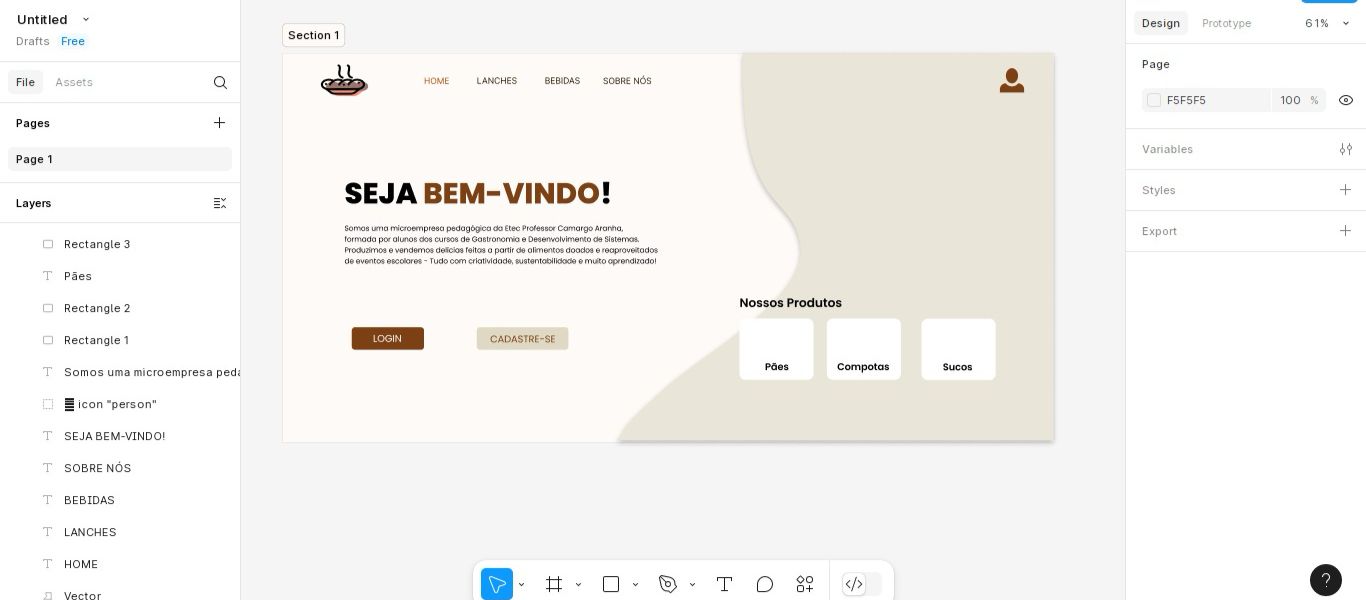 Untitled
Drafts Free
File Assets
Pages
Page 1
Layers
Rectangle 3
Pães
Rectangle 2
Rectangle 1
Somos uma microempresa peda
icon "person"
SEJA BEM-VINDO!
SOBRE NÓS
BEBIDAS
LANCHES
HOME
Vector
Section 1
HOME LANCHES BEBIDAS SOBRE NÓS
SEJA BEM-VINDO!
Somos uma microempresa pedagógica da Etec Professor Camargo Aranha,
formada por alunos dos cursos de Gastronomia e Desenvolvimento de Sistemas.
Produzimos e vendemos delícias feitas a partir de alimentos doados e reaproveitados
de eventos escolares - Tudo com criatividade, sustentabilidade e muito aprendizado!
LOGIN CADASTRE-SE
Nossos Produtos
Pães Compotas Sucos
Design Prototype 61%
Page
F5F5F5 100 %
Variables
Styles
Export
?